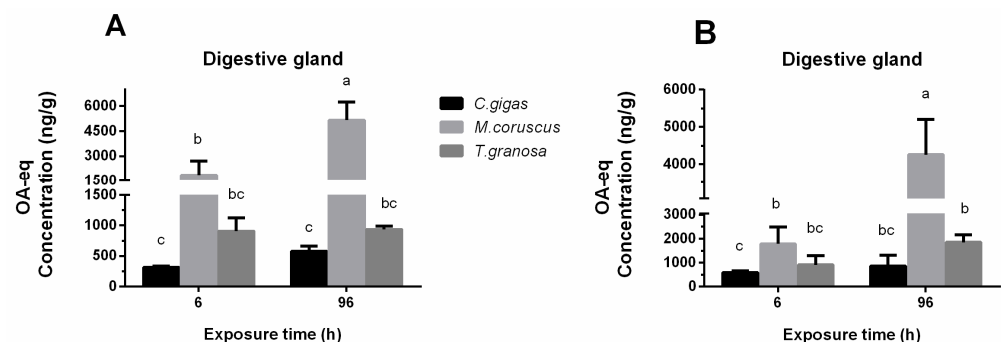 A
Digestive gland
OA-eq
Concentration (ng/g)
6000
4500
3000
1500
1500
1000
500
0
c
b
bc
c
a
bc
6
96
Exposure time (h)
C.gigas
M.coruscus
T.granosa
B
Digestive gland
OA-eq
Concentration (ng/g)
6000
4000
3000
2000
1000
0
c
b
bc
bc
a
b
6
96
Exposure time (h)